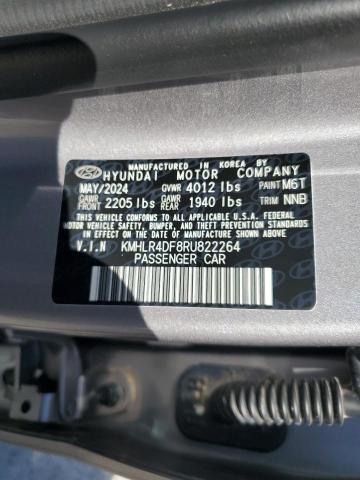 MANUFACTURED IN KOREA BY
HYUNDAI MOTOR COMPANY
MAY/2024 GVWR 4012 lbs PAINT M6T
GAWR FRONT 2205 lbs GAWR REAR 1940 lbs TRIM NNB
THIS VEHICLE CONFORMS TO ALL APPLICABLE U.S.A. FEDERAL
MOTOR VEHICLE SAFETY, BUMPER, AND THEFT PREVENTION STANDARDS
IN EFFECT ON THE DATE OF MANUFACTURE SHOWN ABOVE.
V.I.N KMHLR4DF8RU822264
PASSENGER CAR